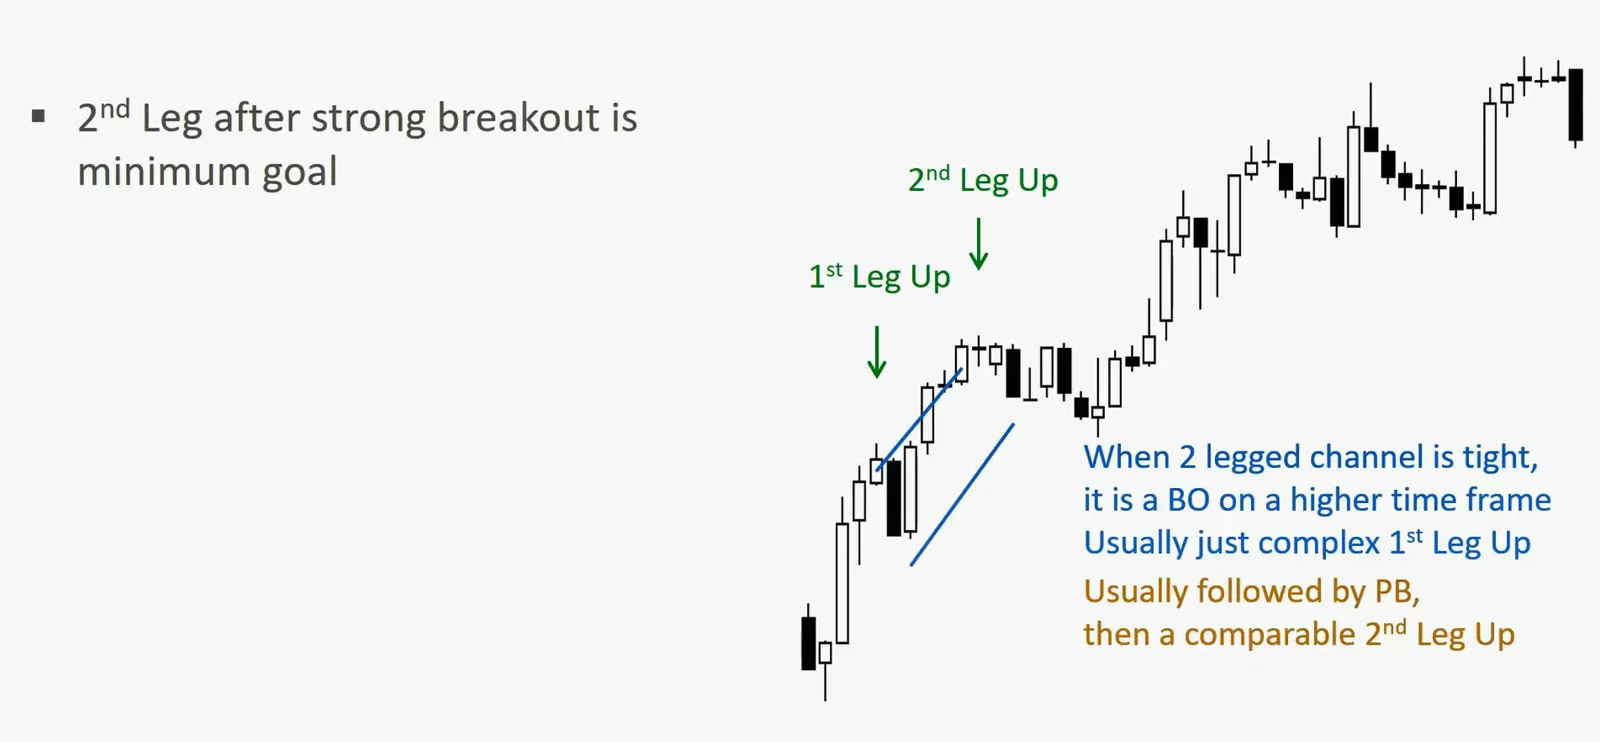 ▪ 2nd Leg after strong breakout is
minimum goal
2nd Leg Up
1st Leg Up
When 2 legged channel is tight,
it is a BO on a higher time frame
Usually just complex 1st Leg Up
Usually followed by PB,
then a comparable 2nd Leg Up